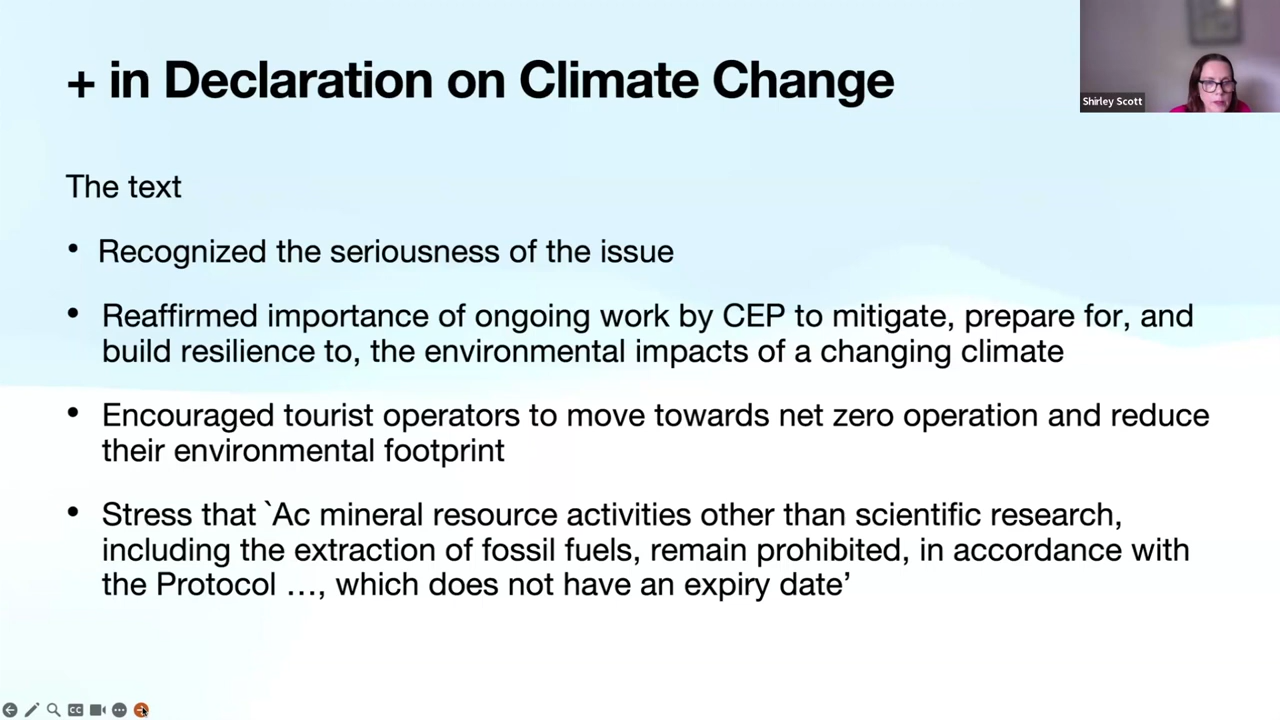 + in Declaration on Climate Change
Shirley Scott
The text
• Recognized the seriousness of the issue
• Reaffirmed importance of ongoing work by CEP to mitigate, prepare for, and
build resilience to, the environmental impacts of a changing climate
• Encouraged tourist operators to move towards net zero operation and reduce
their environmental footprint
• Stress that `Ac mineral resource activities other than scientific research,
including the extraction of fossil fuels, remain prohibited, in accordance with
the Protocol …, which does not have an expiry date’
CC